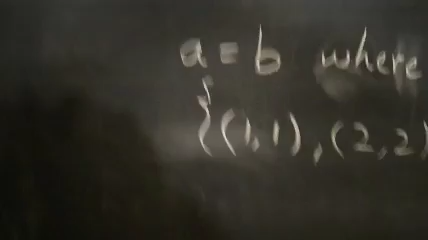 a = b where
{(1,1), (2,2)